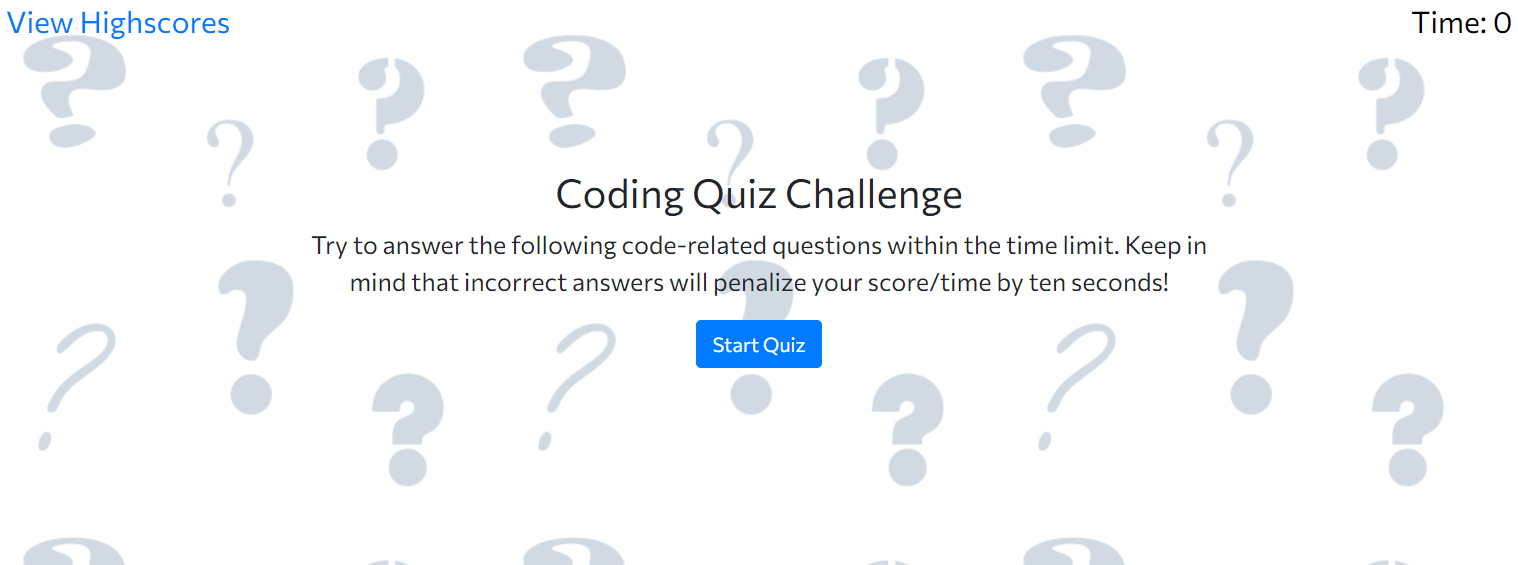 View Highscores
Time: 0
Coding Quiz Challenge
Try to answer the following code-related questions within the time limit. Keep in
mind that incorrect answers will penalize your score/time by ten seconds!
Start Quiz